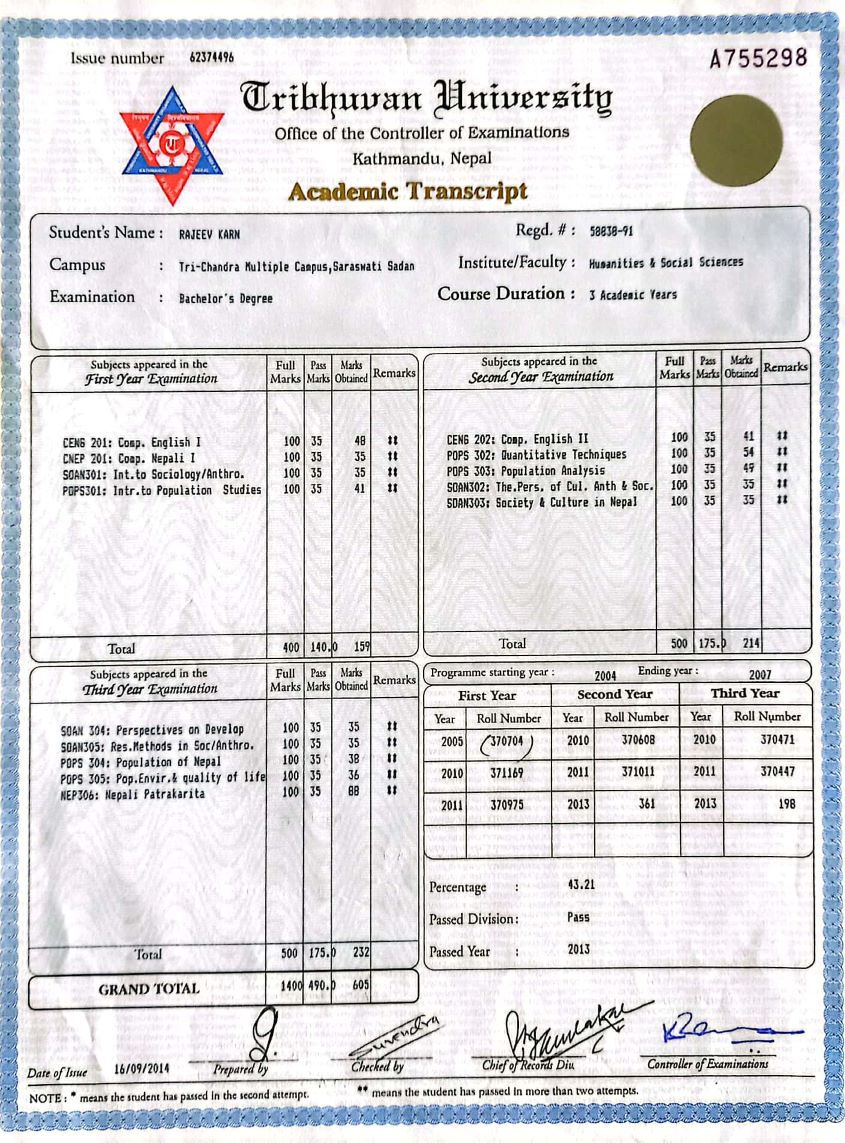 Issue number 62374496
A755298
Tribhuvan University
Office of the Controller of Examinations
Kathmandu, Nepal
Academic Transcript
Student's Name : RAJEEV KARN Regd. # : 58838-91
Campus : Tri-Chandra Multiple Campus,Saraswati Sadan Institute/Faculty : Humanities & Social Sciences
Examination : Bachelor's Degree Course Duration : 3 Academic Years
Subjects appeared in the First Year Examination Full Marks Pass Marks Marks Obtained Remarks
CENG 201: Comp. English I 100 35 48 **
CNEP 201: Comp. Nepali I 100 35 35 **
SOAN301: Int.to Sociology/Anthro. 100 35 35 **
POPS301: Intr.to Population Studies 100 35 41 **
Total 400 140.0 159
Subjects appeared in the Second Year Examination Full Marks Pass Marks Marks Obtained Remarks
CENG 202: Comp. English II 100 35 41 **
POPS 302: Quantitative Techniques 100 35 54 **
POPS 303: Population Analysis 100 35 49 **
SOAN302: The.Pers. of Cul. Anth & Soc. 100 35 35 **
SOAN303: Society & Culture in Nepal 100 35 35 **
Total 500 175.0 214
Subjects appeared in the Third Year Examination Full Marks Pass Marks Marks Obtained Remarks
SOAN 304: Perspectives on Develop 100 35 35 **
SOAN305: Res.Methods in Soc/Anthro. 100 35 35 **
POPS 304: Population of Nepal 100 35 38 **
POPS 305: Pop.Envir.& quality of life 100 35 36 **
NEP306: Nepali Patrakarita 100 35 88 **
Total 500 175.0 232
GRAND TOTAL 1400 490.0 605
Programme starting year : 2004 Ending year : 2007
First Year Second Year Third Year
Year Roll Number Year Roll Number Year Roll Number
2005 (370704) 2010 370608 2010 370471
2010 371169 2011 371011 2011 370447
2011 370975 2013 361 2013 198
Percentage : 43.21
Passed Division : Pass
Passed Year : 2013
Surendra
Date of Issue 16/09/2014 Prepared by Checked by Chief of Records Div. Controller of Examinations
NOTE : * means the student has passed in the second attempt. ** means the student has passed in more than two attempts.